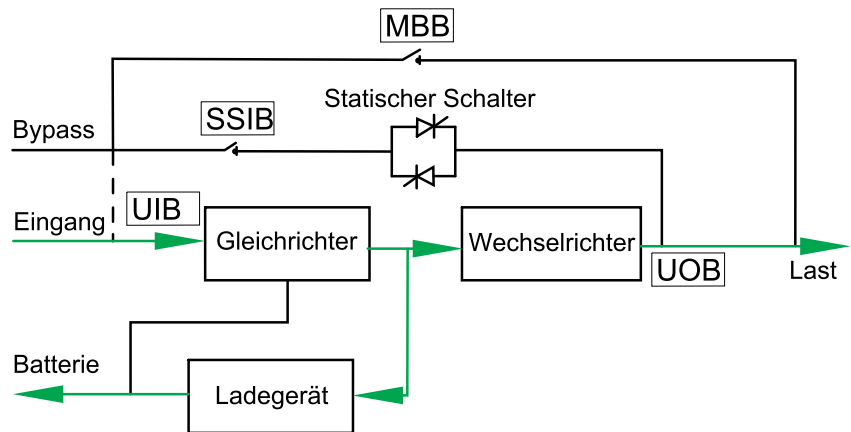 MBB
Statischer Schalter
SSIB
Bypass
UIB
Eingang
Gleichrichter
Wechselrichter
UOB
Last
Batterie
Ladegerät